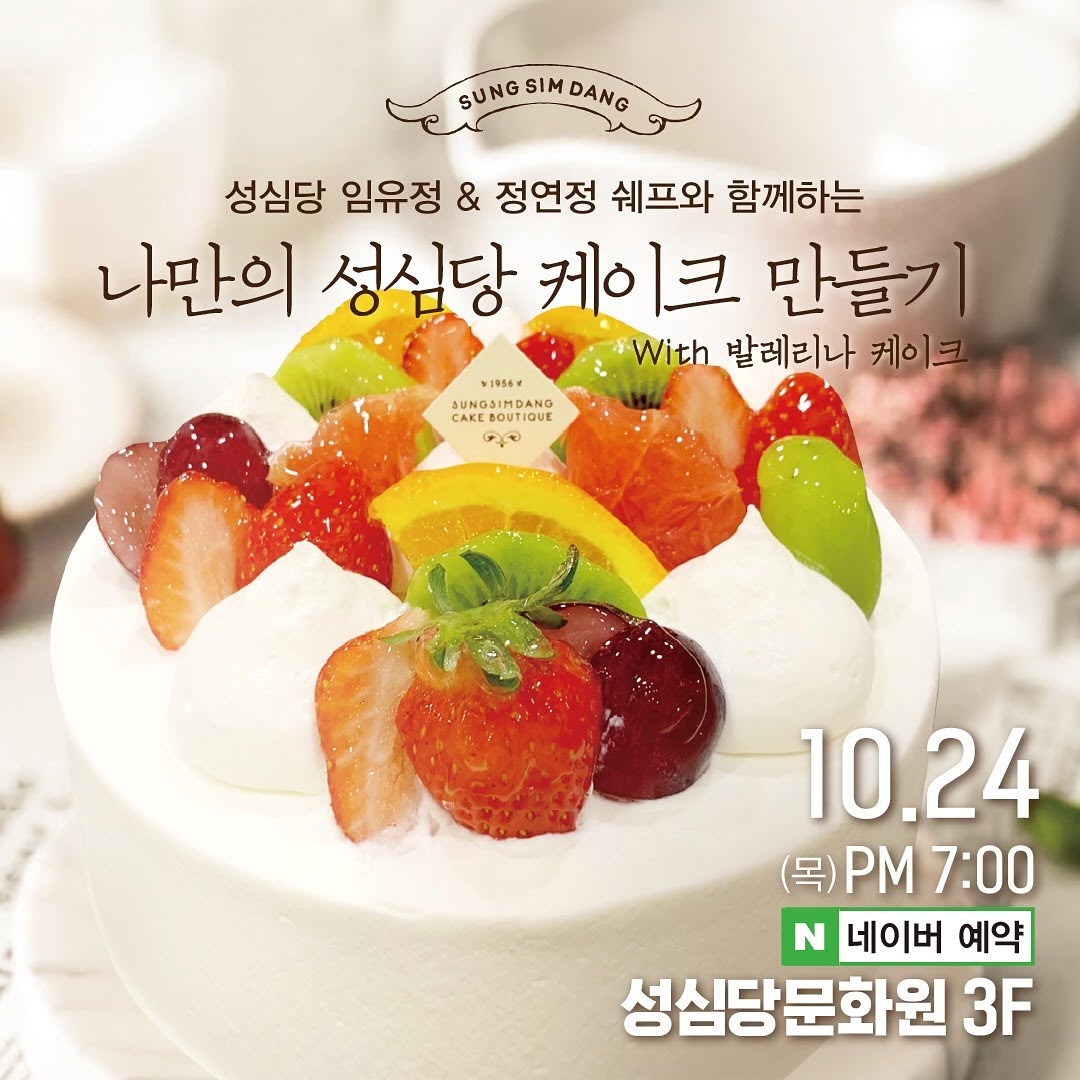 SUNG SIM DANG
성심당 임유정 & 정연정 쉐프와 함께하는
나만의 성심당 케이크 만들기
With 발레리나 케이크
1956
SUNGSIMDANG
CAKE BOUTIQUE
10.24
(목) PM 7:00
N 네이버 예약
성심당문화원 3F